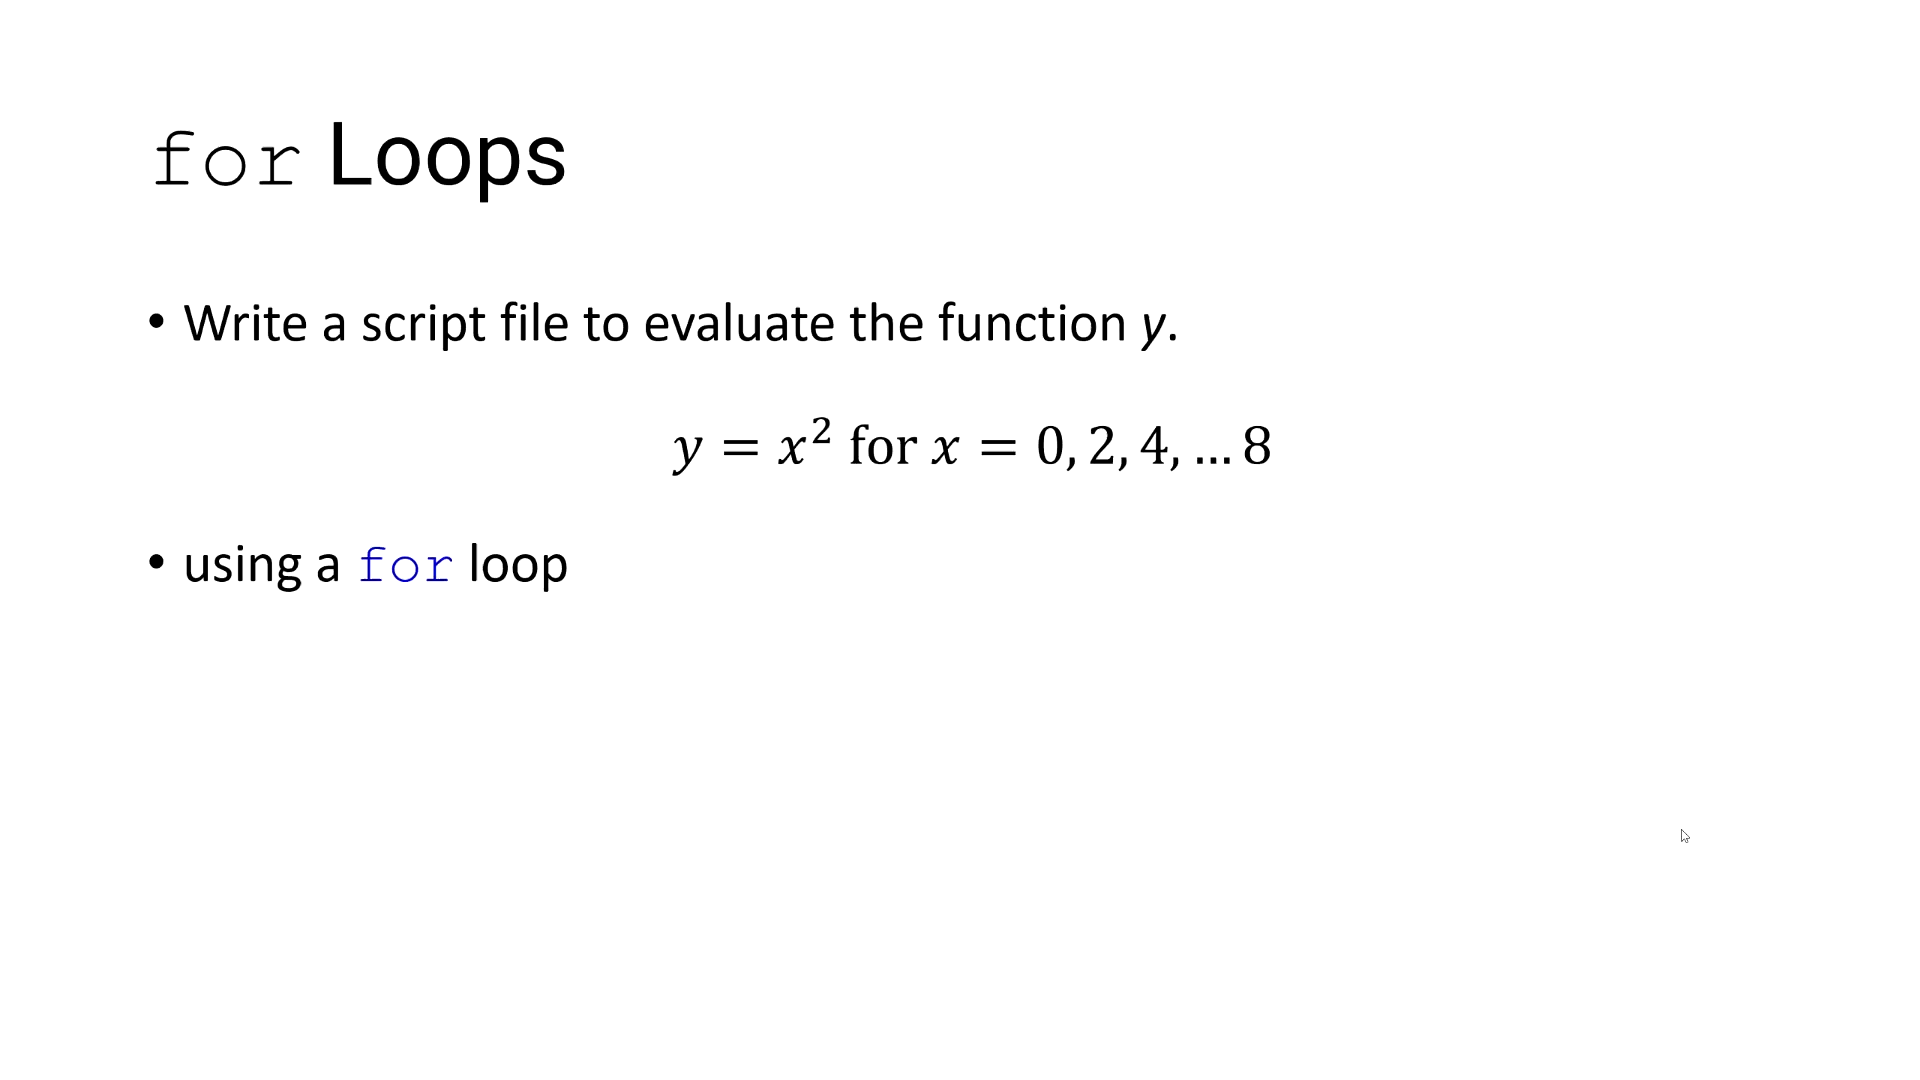 for Loops
• Write a script file to evaluate the function y.
y = x² for x = 0, 2, 4, … 8
• using a for loop